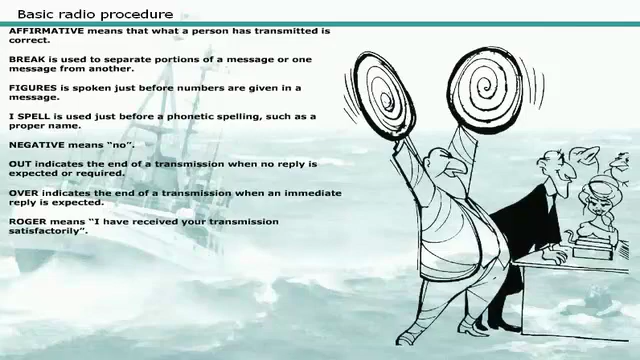 Basic radio procedure
AFFIRMATIVE means that what a person has transmitted is
correct.
BREAK is used to separate portions of a message or one
message from another.
FIGURES is spoken just before numbers are given in a
message.
I SPELL is used just before a phonetic spelling, such as a
proper name.
NEGATIVE means “no”.
OUT indicates the end of a transmission when no reply is
expected or required.
OVER indicates the end of a transmission when an immediate
reply is expected.
ROGER means “I have received your transmission
satisfactorily”.